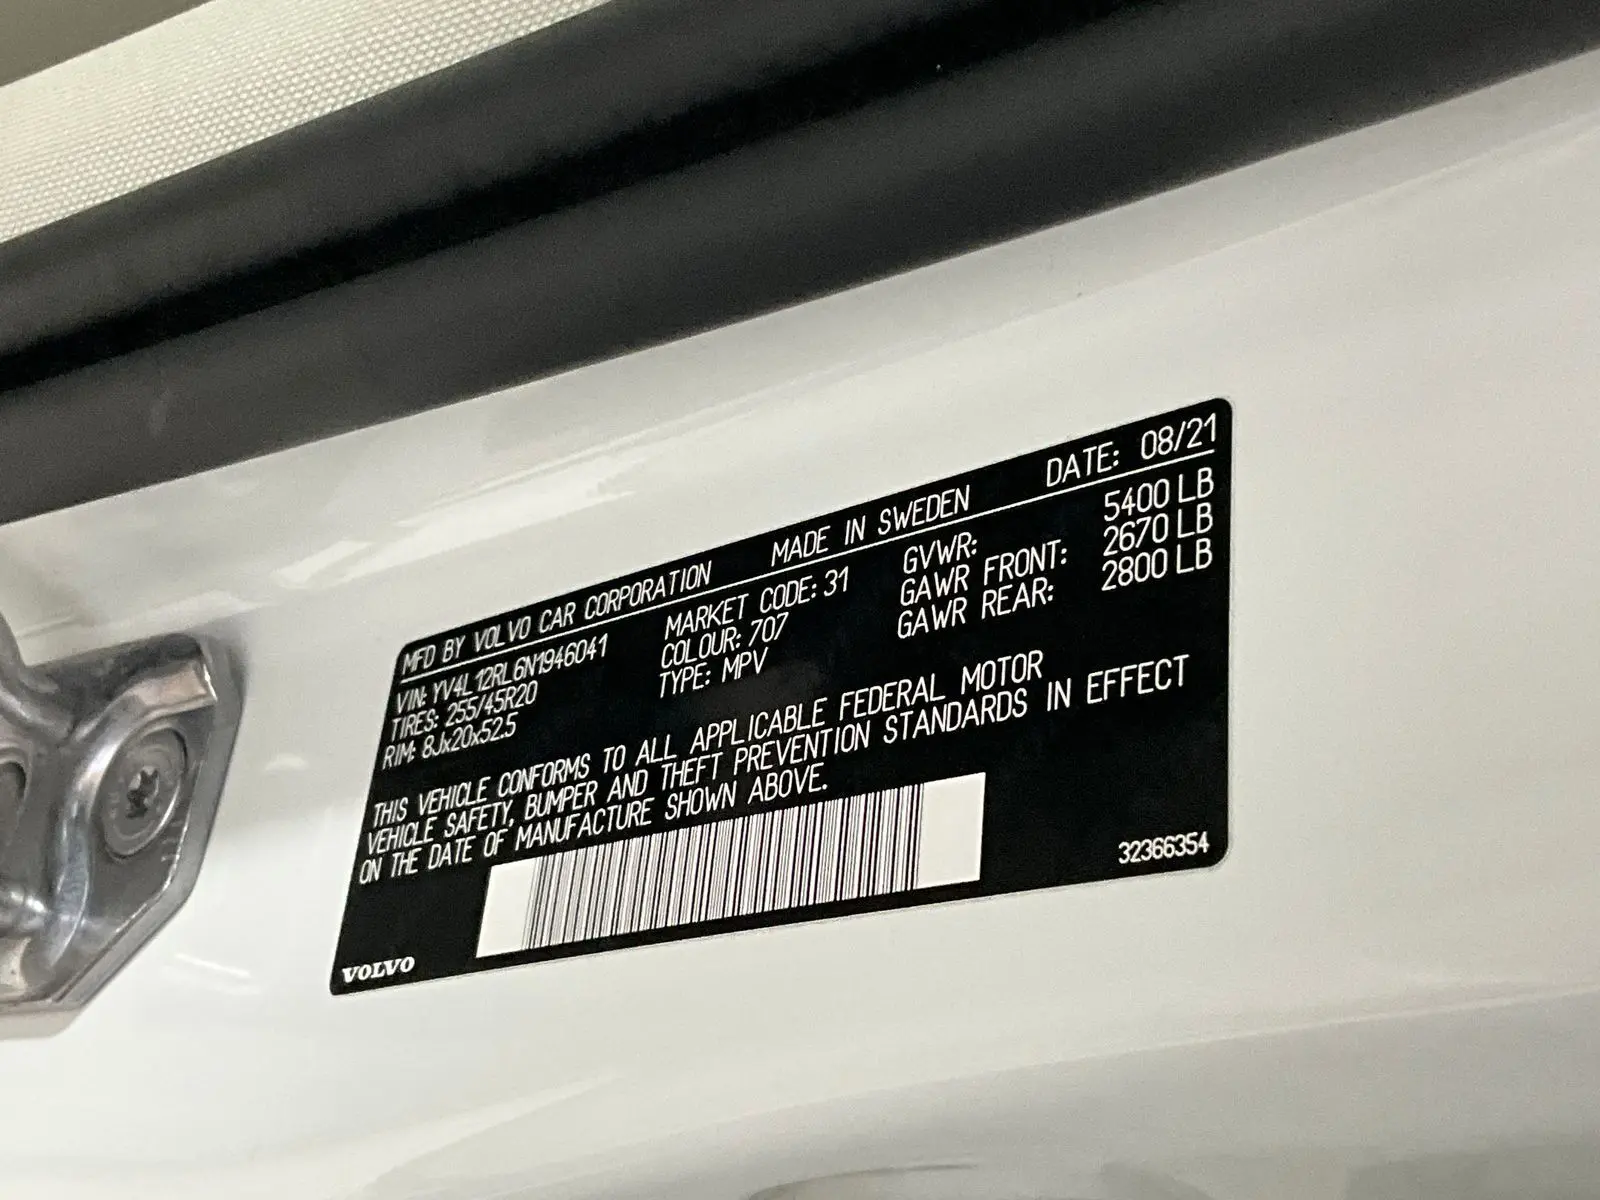 MFD BY VOLVO CAR CORPORATION MADE IN SWEDEN DATE: 08/21
VIN: YV4L12RL6N1946041 MARKET CODE: 31 GVWR: 5400 LB
TIRES: 255/45R20 COLOUR: 707 GAWR FRONT: 2670 LB
RIM: 8Jx20x52.5 TYPE: MPV GAWR REAR: 2800 LB
THIS VEHICLE CONFORMS TO ALL APPLICABLE FEDERAL MOTOR
VEHICLE SAFETY, BUMPER AND THEFT PREVENTION STANDARDS IN EFFECT
ON THE DATE OF MANUFACTURE SHOWN ABOVE.
32366354
VOLVO